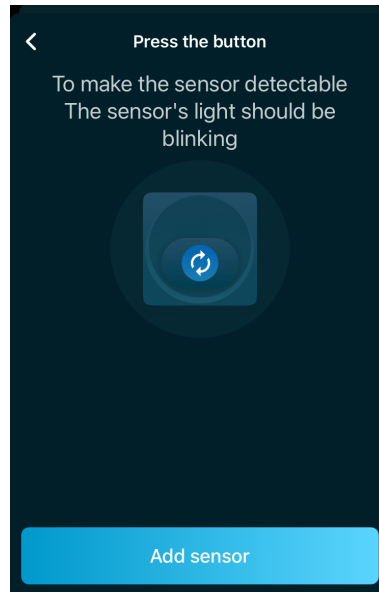 Press the button
To make the sensor detectable
The sensor's light should be
blinking
Add sensor